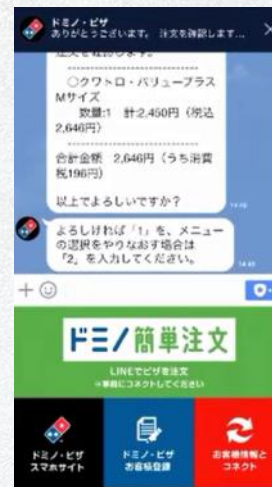 ドミノ・ピザ
ありがとうございます。 注文を確認します...
注文を確認します。
------------------------
○クワトロ・バリュープラス
Mサイズ
数量:1 計:2,450円 (税込
2,646円)
------------------------
合計金額 2,646円 (うち消費
税196円)
以上でよろしいですか?
よろしければ「1」を、メニュー
の選択をやりなおす場合は
「2」を入力してください。
ドミノ簡単注文
LINEでピザを注文
→事前にコネクトしてください
ドミノ・ピザ
スマホサイト
ドミノ・ピザ
お客様登録
お客様情報と
コネクト